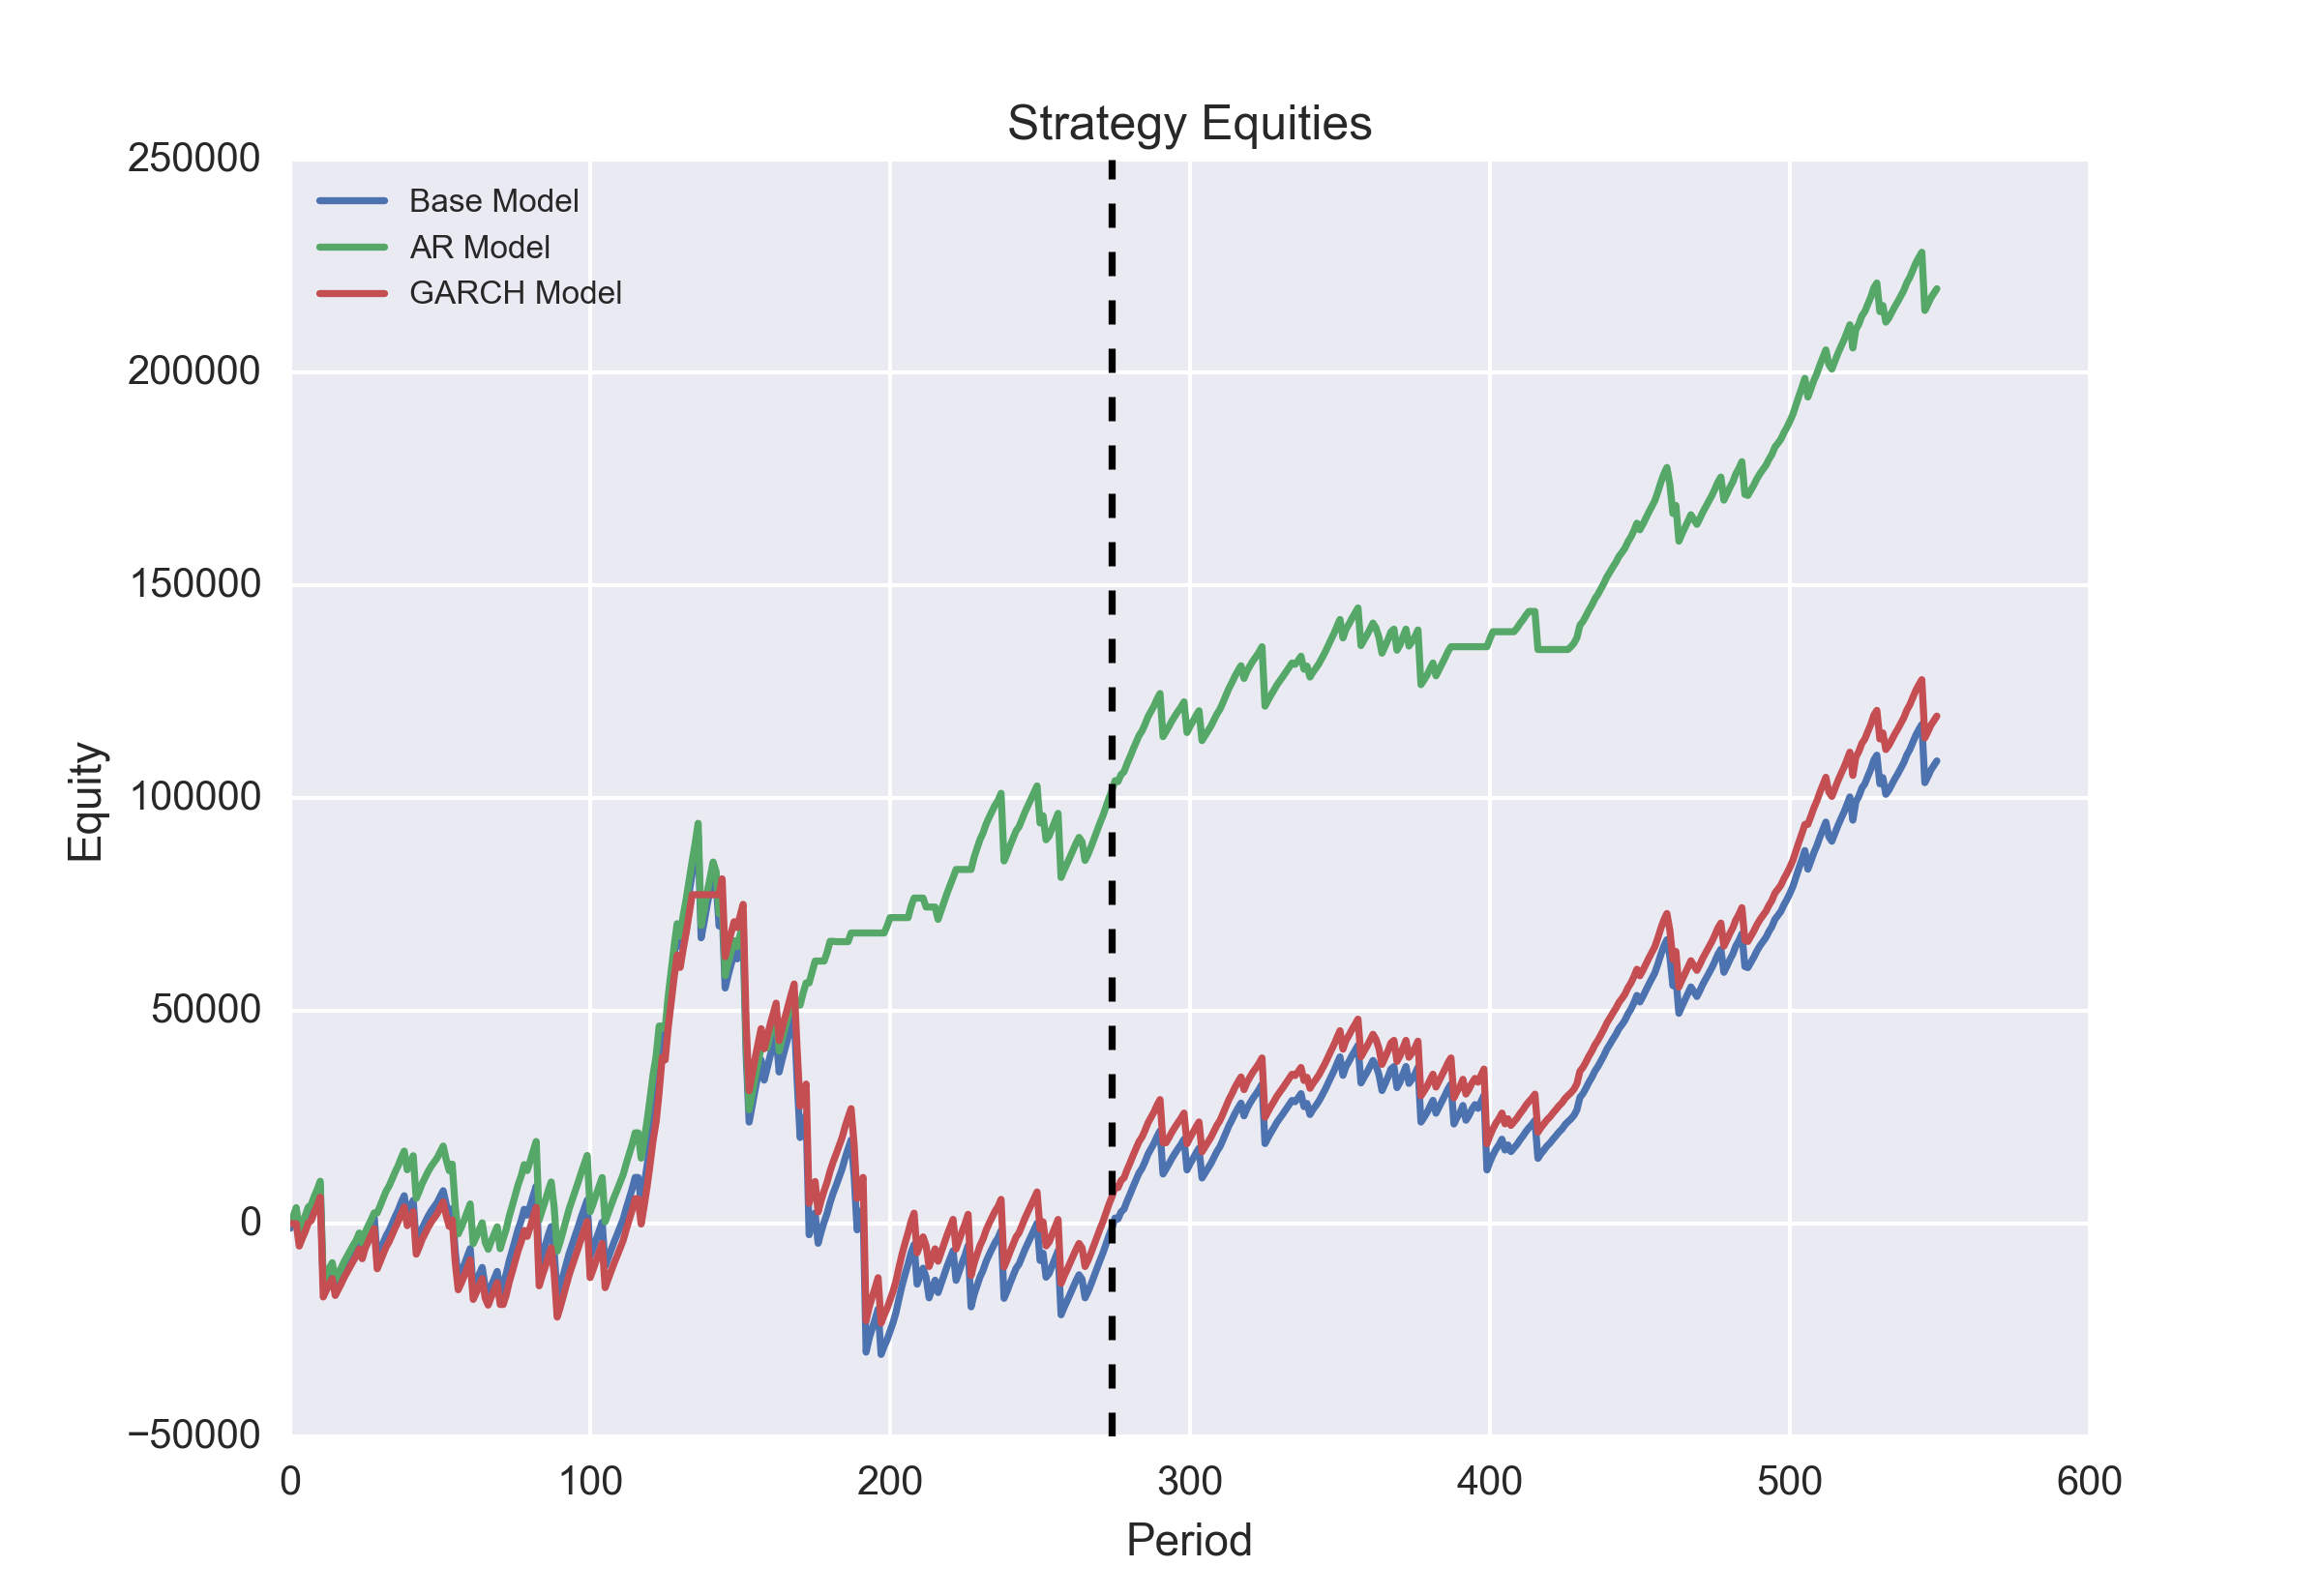 Strategy Equities
250000
200000
150000
100000
50000
0
−50000
Equity
Base Model
AR Model
GARCH Model
0 100 200 300 400 500 600
Period